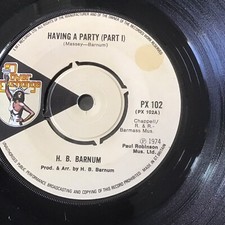 HAVING A PARTY (PART I)
(Massey—Barnum)
PX 102
(PX 102A)
Chappell/
R. & R./
Barmass Mus.
℗ 1974
Paul Robinson
Mus. Ltd.
H. B. BARNUM
Prod. & Arr. by H. B. Barnum